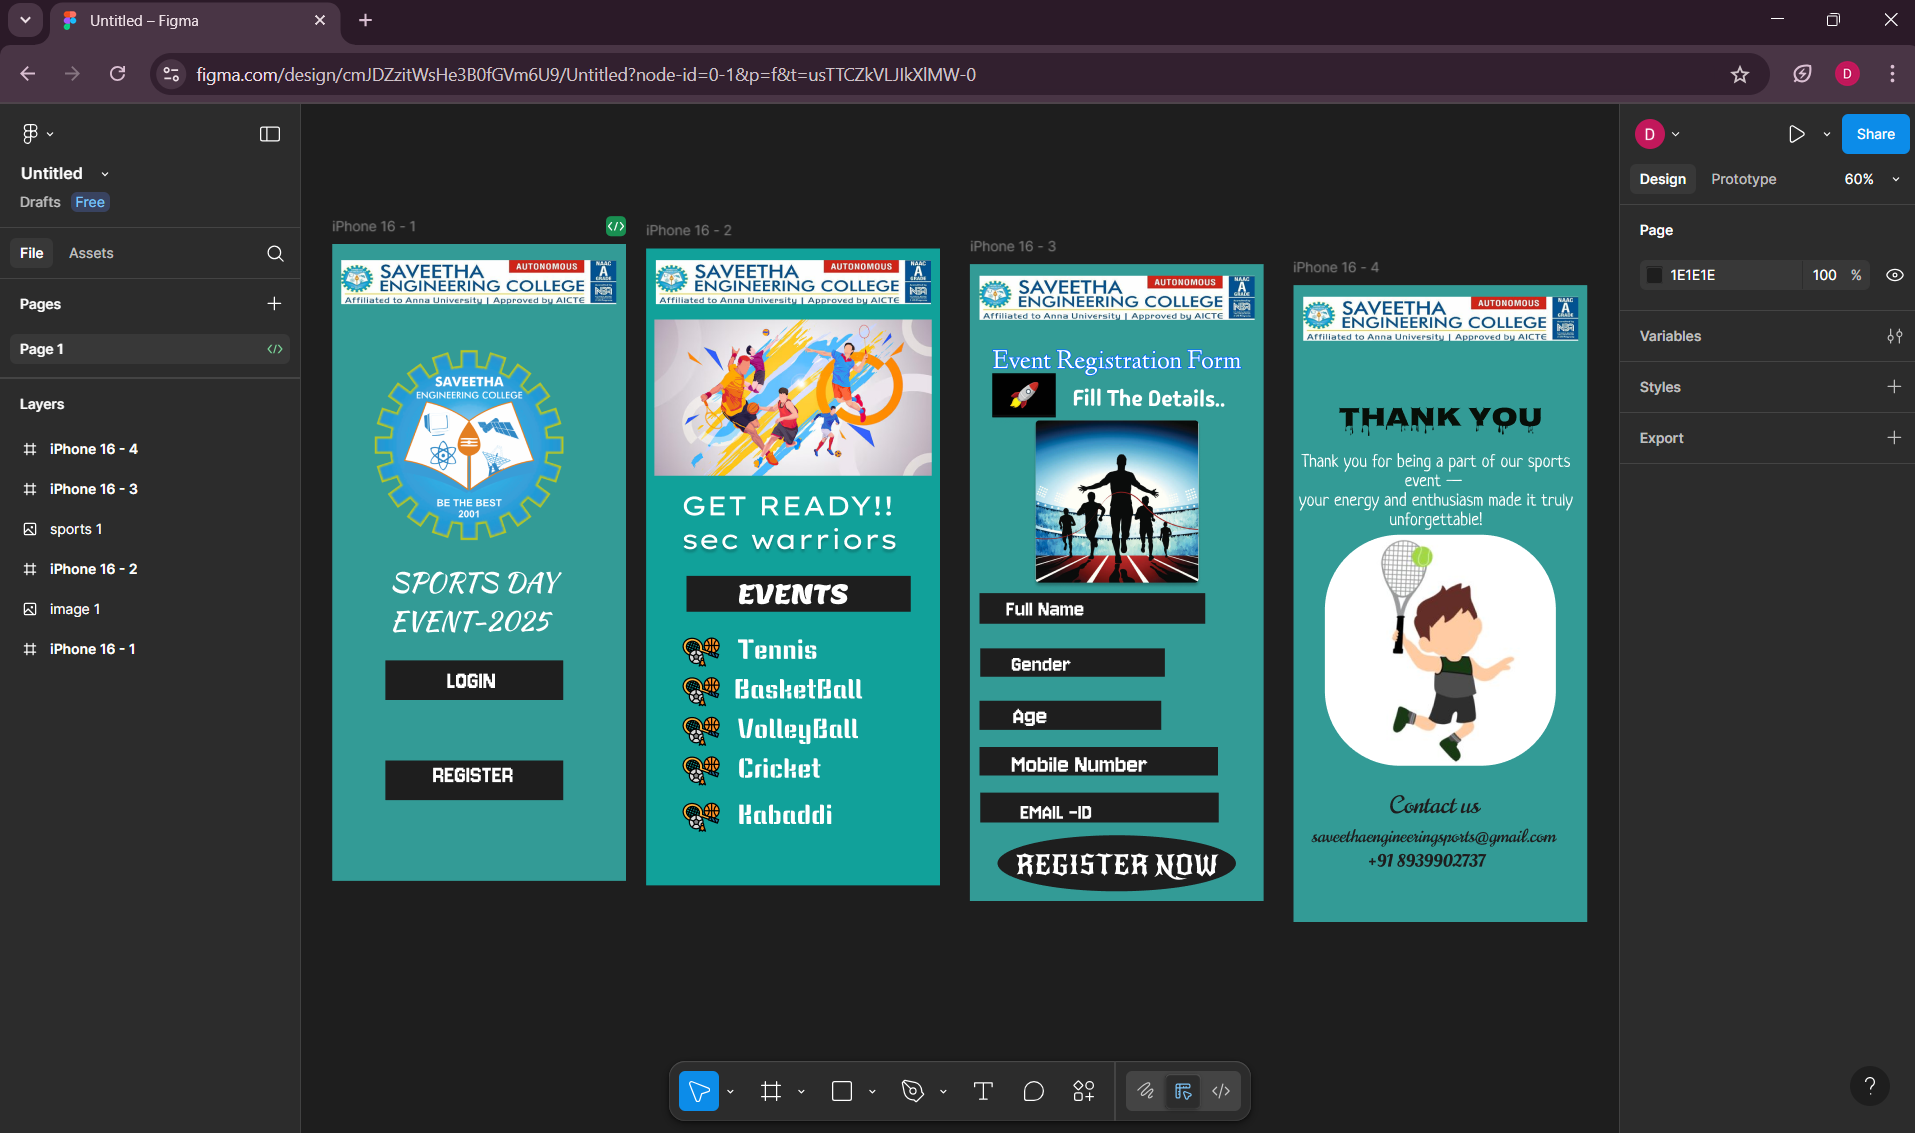 Untitled – Figma
figma.com/design/cmJDZzitWsHe3B0fGVm6U9/Untitled?node-id=0-1&p=f&t=usTTCZkVLJIkXlMW-0
D
Untitled
Drafts Free
File Assets
Pages
Page 1
Layers
iPhone 16 - 4
iPhone 16 - 3
sports 1
iPhone 16 - 2
image 1
iPhone 16 - 1
iPhone 16 - 1
AUTONOMOUS
SAVEETHA
ENGINEERING COLLEGE
Affiliated to Anna University | Approved by AICTE
NAAC
A
GRADE
SAVEETHA
ENGINEERING COLLEGE
BE THE BEST
2001
SPORTS DAY
EVENT-2025
LOGIN
REGISTER
iPhone 16 - 2
AUTONOMOUS
SAVEETHA
ENGINEERING COLLEGE
Affiliated to Anna University | Approved by AICTE
NAAC
A
GRADE
GET READY!!
sec warriors
EVENTS
Tennis
BasketBall
VolleyBall
Cricket
Kabaddi
iPhone 16 - 3
AUTONOMOUS
SAVEETHA
ENGINEERING COLLEGE
Affiliated to Anna University | Approved by AICTE
NAAC
A
GRADE
Event Registration Form
Fill The Details..
Full Name
Gender
Age
Mobile Number
EMAIL -ID
REGISTER NOW
iPhone 16 - 4
AUTONOMOUS
SAVEETHA
ENGINEERING COLLEGE
Affiliated to Anna University | Approved by AICTE
NAAC
A
GRADE
THANK YOU
Thank you for being a part of our sports
event —
your energy and enthusiasm made it truly
unforgettable!
Contact us
saveethaengineeringsports@gmail.com
+91 8939902737
D
Share
Design Prototype 60%
Page
1E1E1E 100 %
Variables
Styles
Export
?